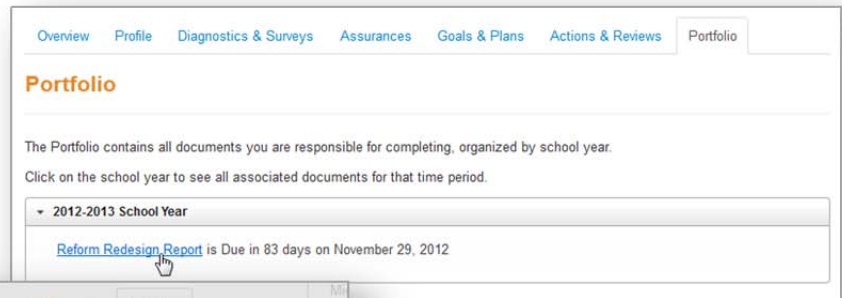 Overview Profile Diagnostics & Surveys Assurances Goals & Plans Actions & Reviews Portfolio
Portfolio
The Portfolio contains all documents you are responsible for completing, organized by school year.
Click on the school year to see all associated documents for that time period.
2012-2013 School Year
Reform Redesign Report is Due in 83 days on November 29, 2012